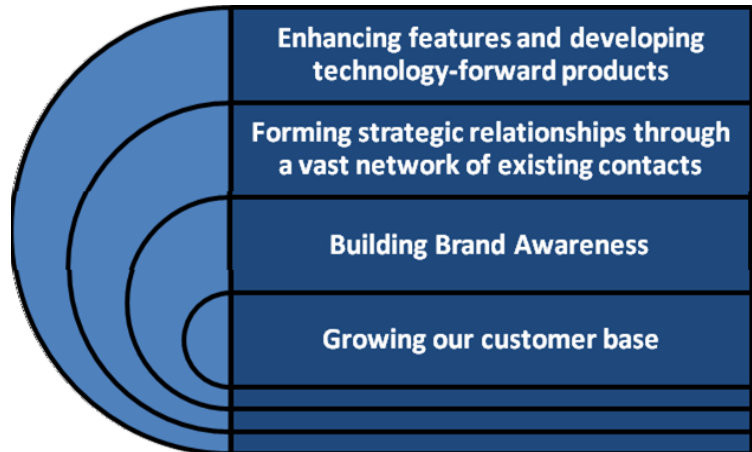 Enhancing features and developing
technology-forward products
Forming strategic relationships through
a vast network of existing contacts
Building Brand Awareness
Growing our customer base